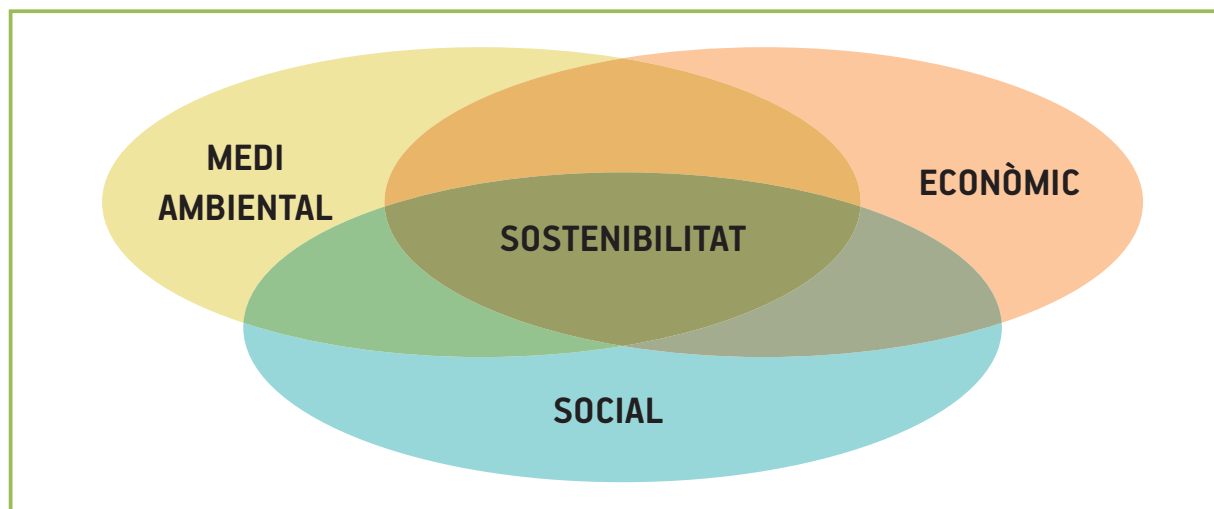 MEDI
AMBIENTAL
ECONÒMIC
SOSTENIBILITAT
SOCIAL